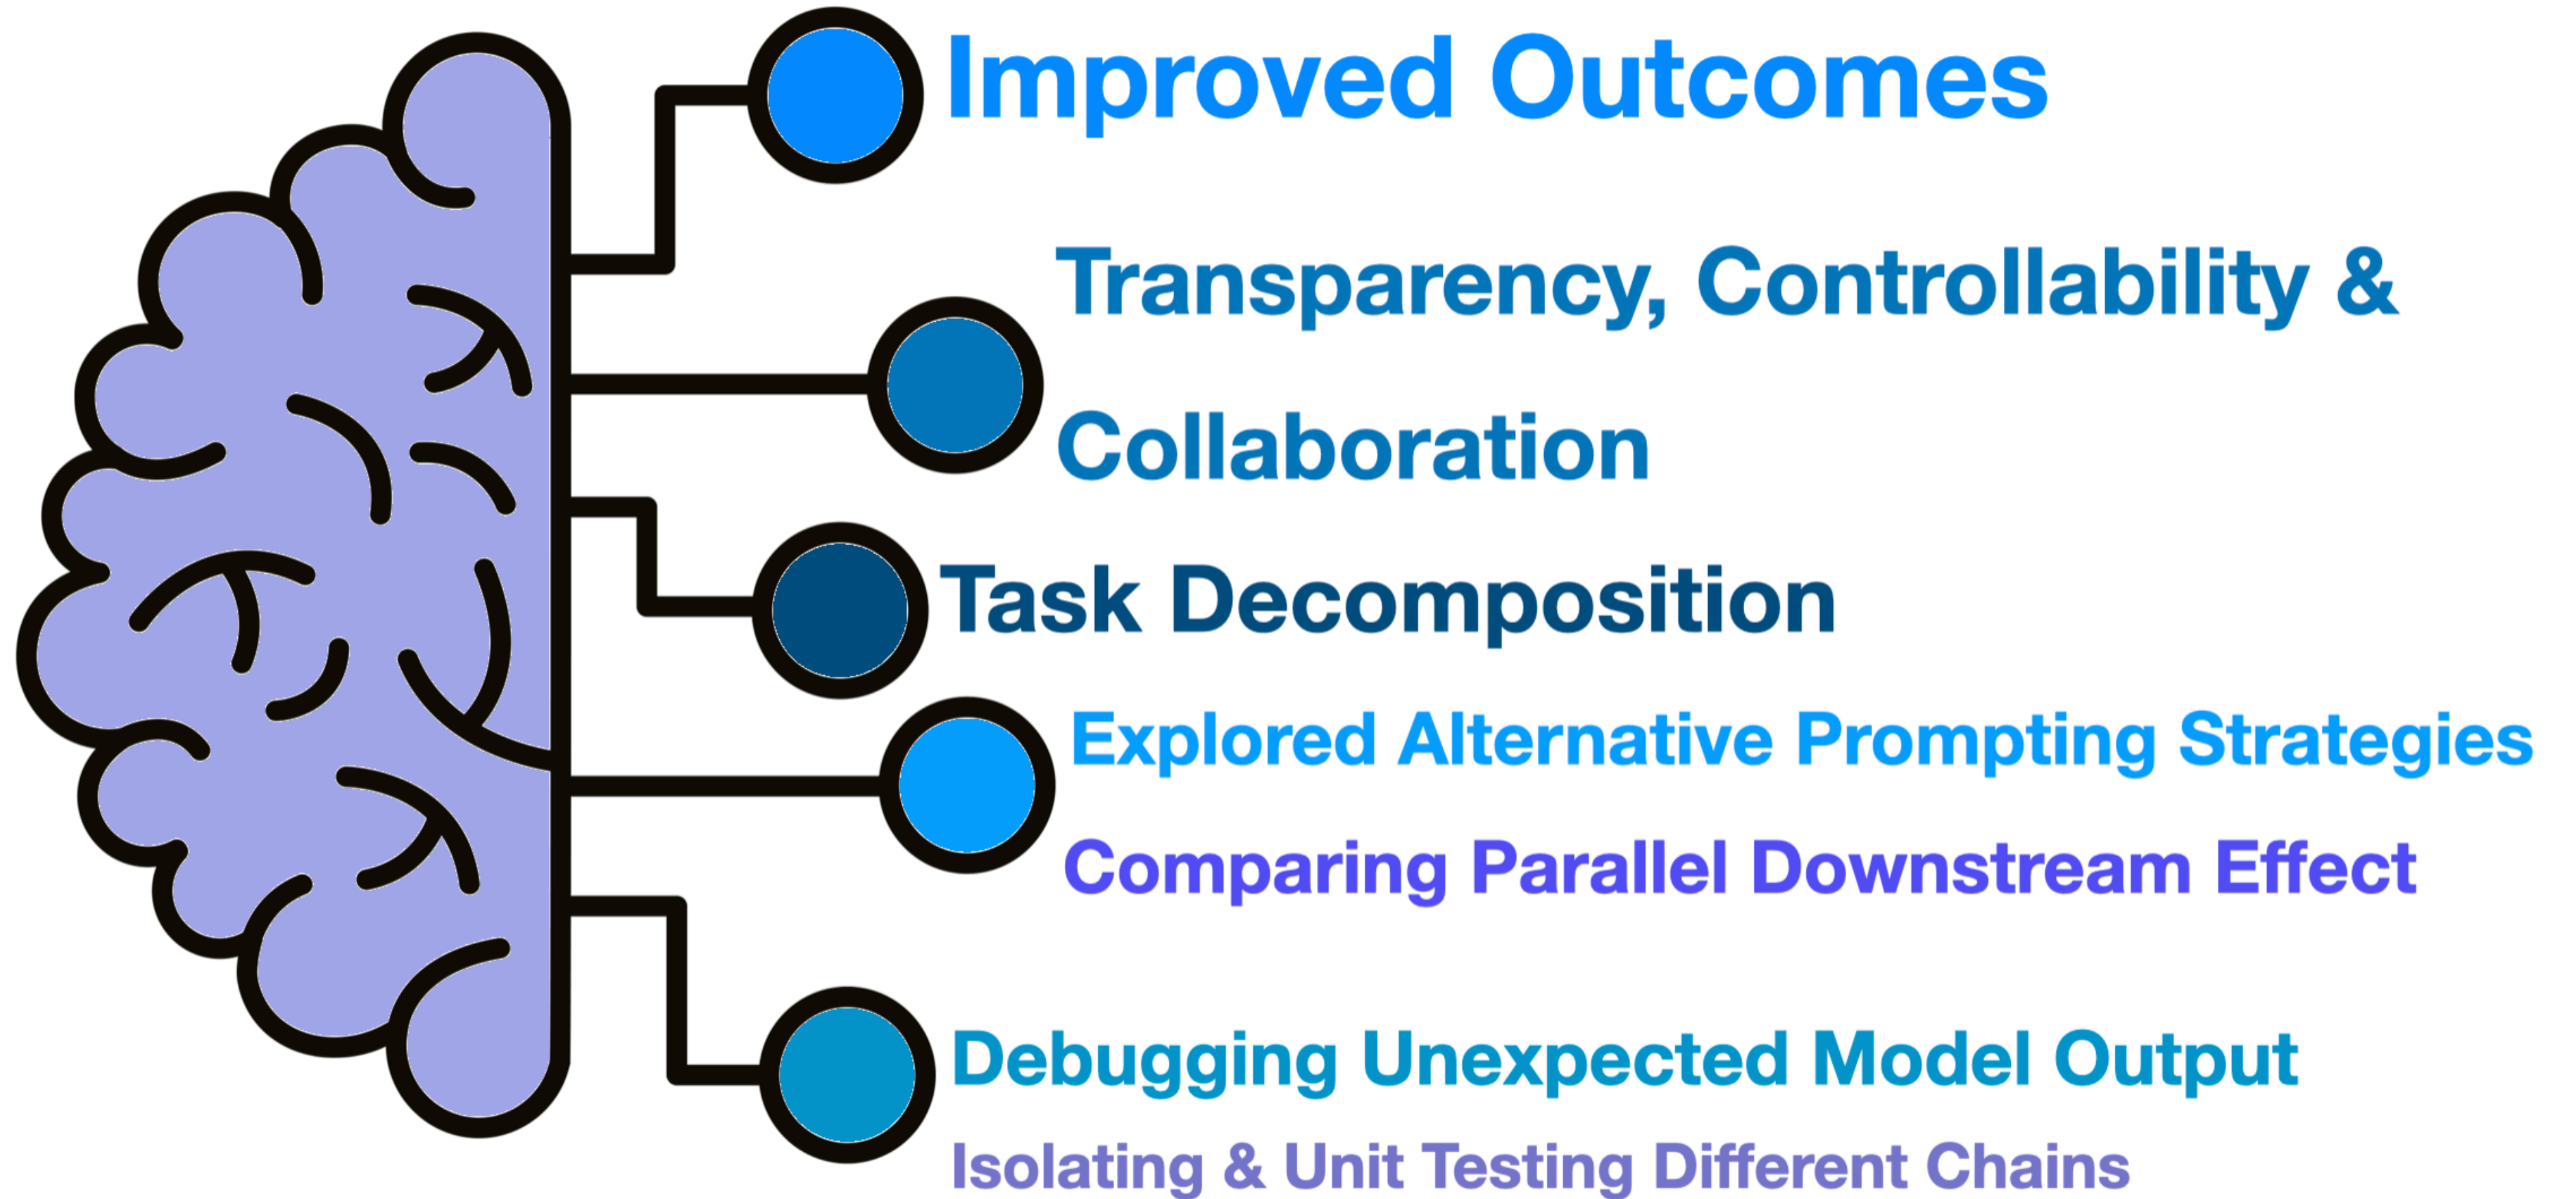 Improved Outcomes
Transparency, Controllability &
Collaboration
Task Decomposition
Explored Alternative Prompting Strategies
Comparing Parallel Downstream Effect
Debugging Unexpected Model Output
Isolating & Unit Testing Different Chains